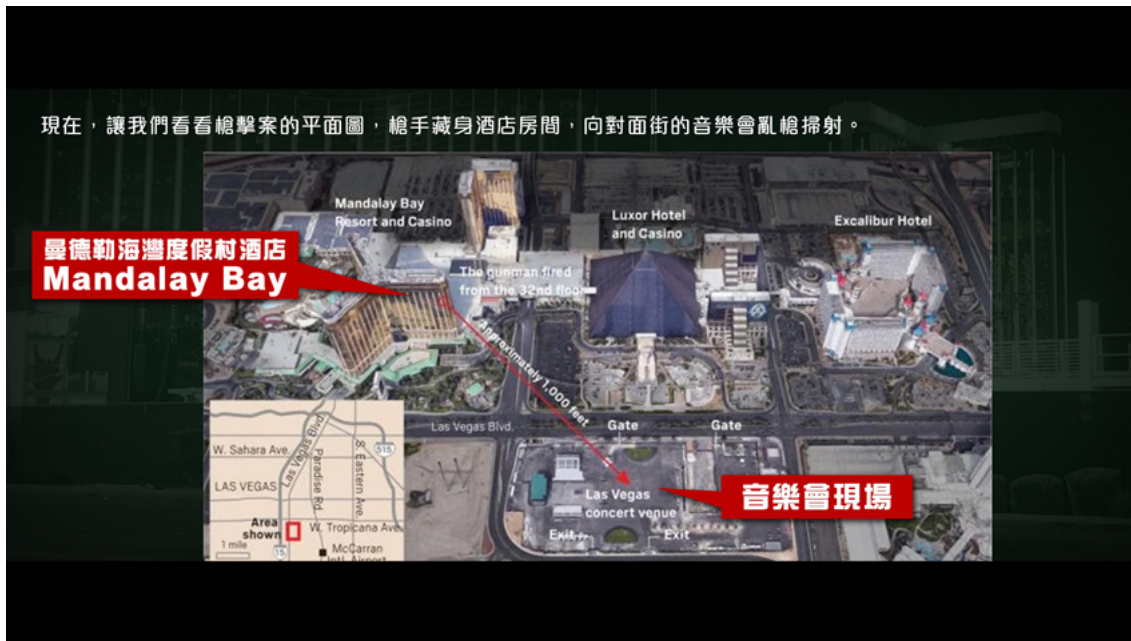 現在，讓我們看看槍擊案的平面圖，槍手藏身酒店房間，向對面街的音樂會亂槍掃射。
Mandalay Bay
Resort and Casino
Luxor Hotel
and Casino
Excalibur Hotel
曼德勒海灣度假村酒店
Mandalay Bay
The gunman fired
from the 32nd floor
Approximately 1,000 feet
Las Vegas Blvd.
Gate
Gate
Las Vegas
concert venue
音樂會現場
Exit
Exit
W. Sahara Ave.
Las Vegas Blvd.
Paradise Rd.
S. Eastern Ave.
515
LAS VEGAS
Area
shown
W. Tropicana Ave.
1 mile
15
McCarran
Intl. Airport